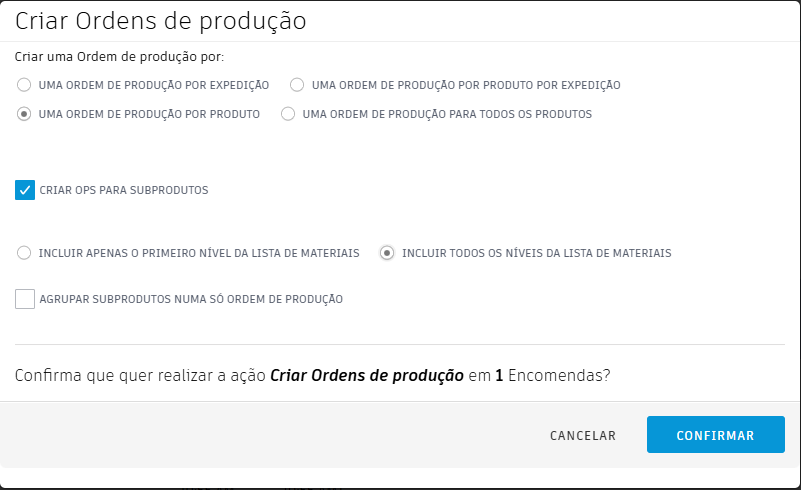 Criar Ordens de produção
Criar uma Ordem de produção por:
UMA ORDEM DE PRODUÇÃO POR EXPEDIÇÃO UMA ORDEM DE PRODUÇÃO POR PRODUTO POR EXPEDIÇÃO
UMA ORDEM DE PRODUÇÃO POR PRODUTO UMA ORDEM DE PRODUÇÃO PARA TODOS OS PRODUTOS
CRIAR OPS PARA SUBPRODUTOS
INCLUIR APENAS O PRIMEIRO NÍVEL DA LISTA DE MATERIAIS INCLUIR TODOS OS NÍVEIS DA LISTA DE MATERIAIS
AGRUPAR SUBPRODUTOS NUMA SÓ ORDEM DE PRODUÇÃO
Confirma que quer realizar a ação Criar Ordens de produção em 1 Encomendas?
CANCELAR CONFIRMAR